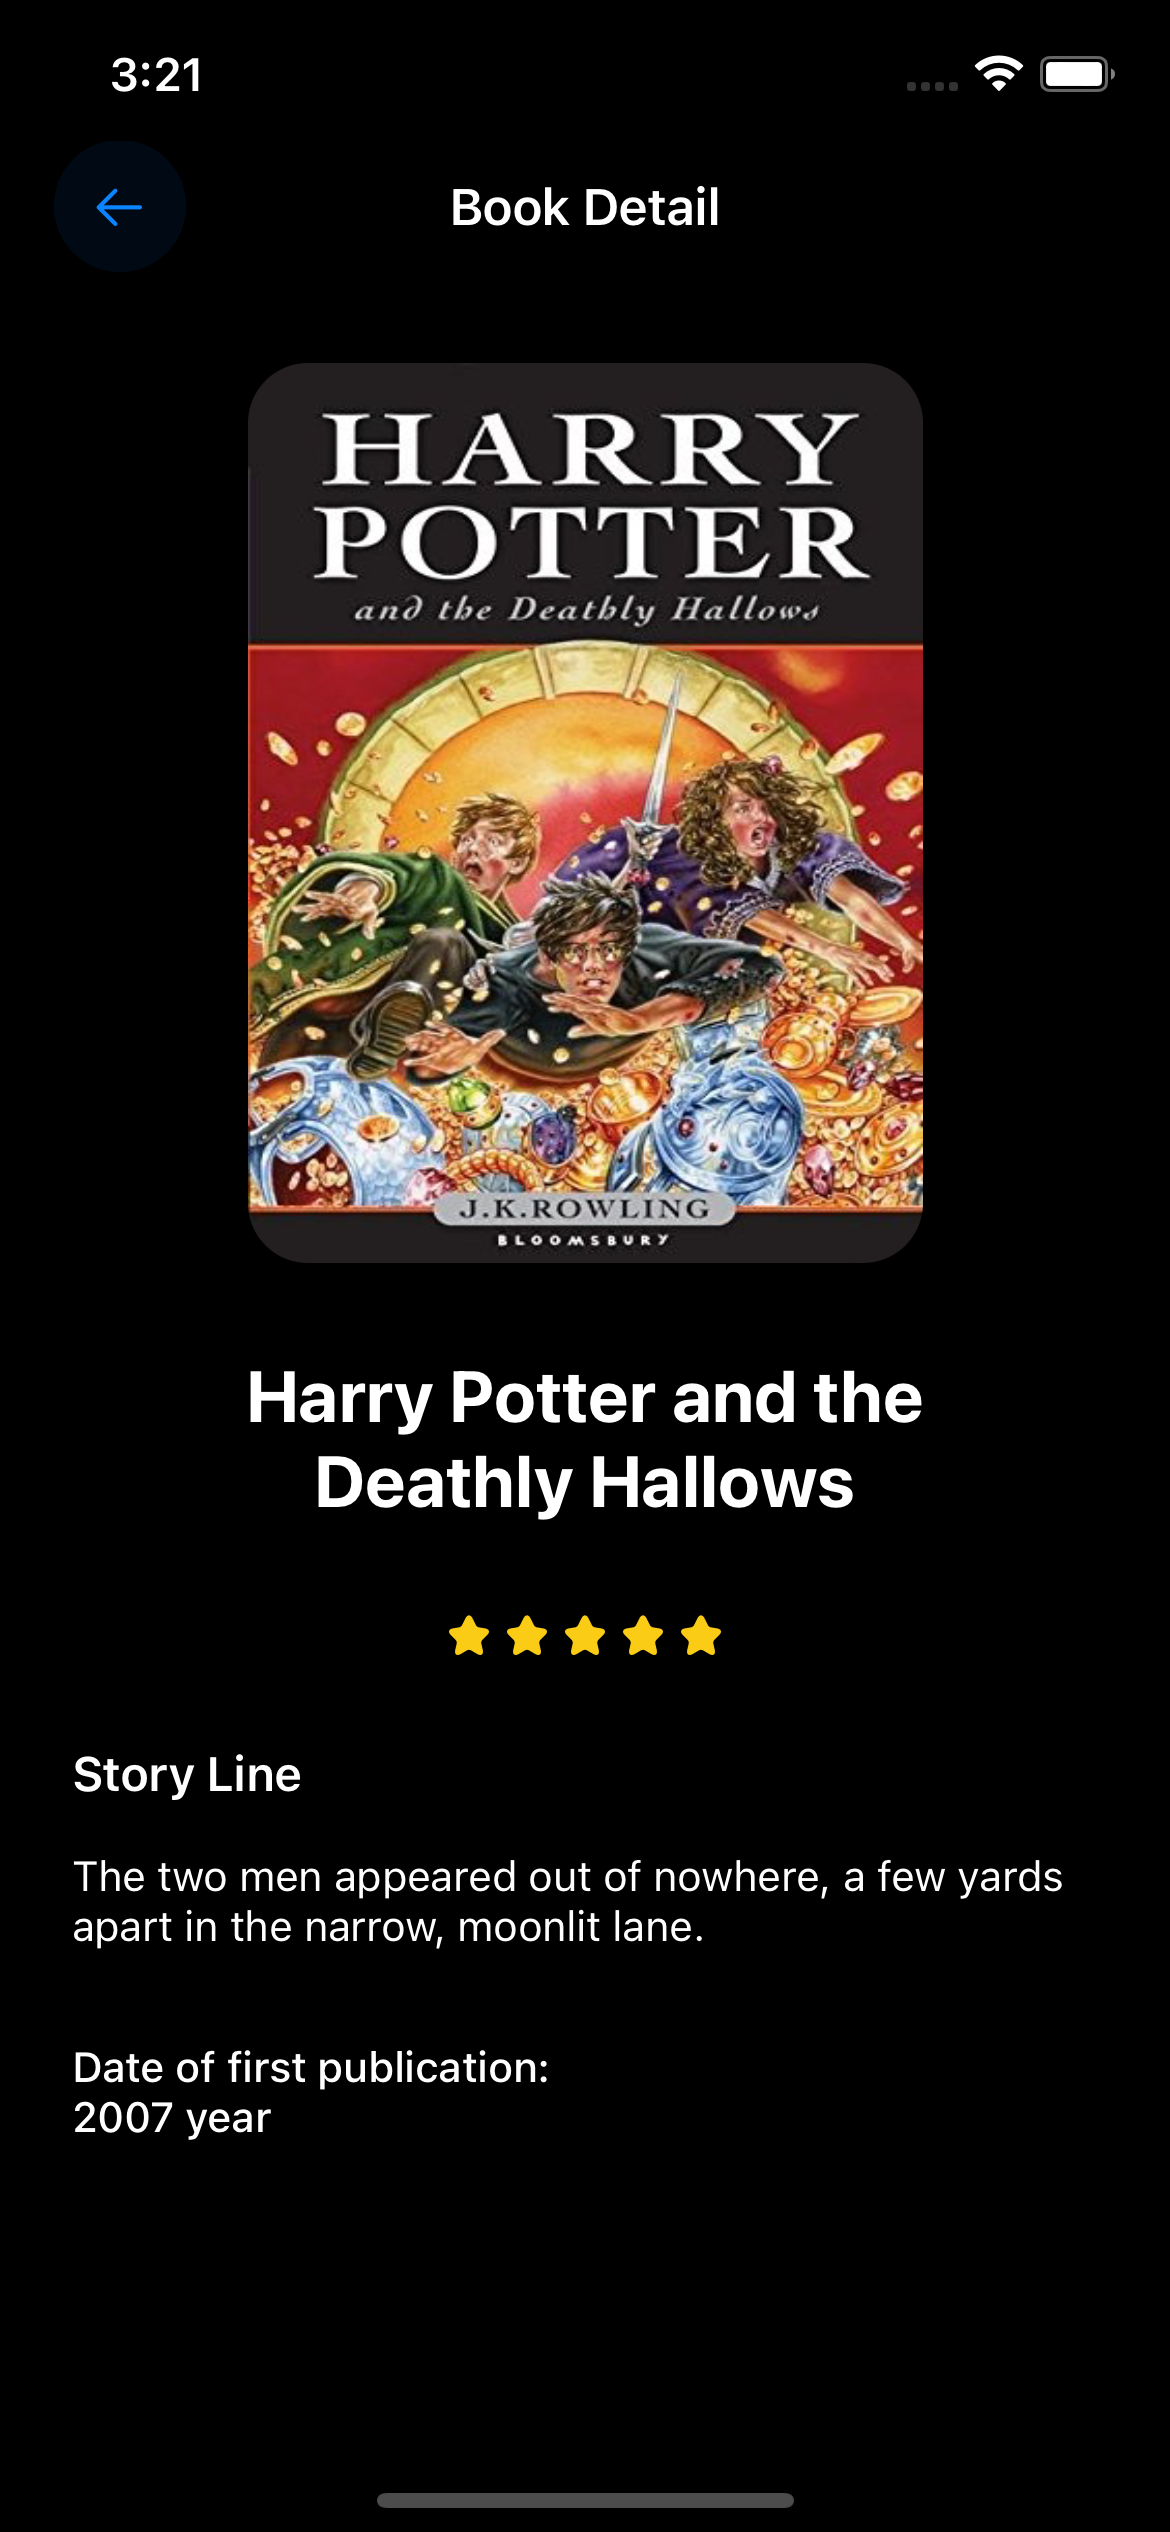 3:21
Book Detail
HARRY
POTTER
and the Deathly Hallows
J.K.ROWLING
BLOOMSBURY
Harry Potter and the
Deathly Hallows
Story Line
The two men appeared out of nowhere, a few yards
apart in the narrow, moonlit lane.
Date of first publication:
2007 year